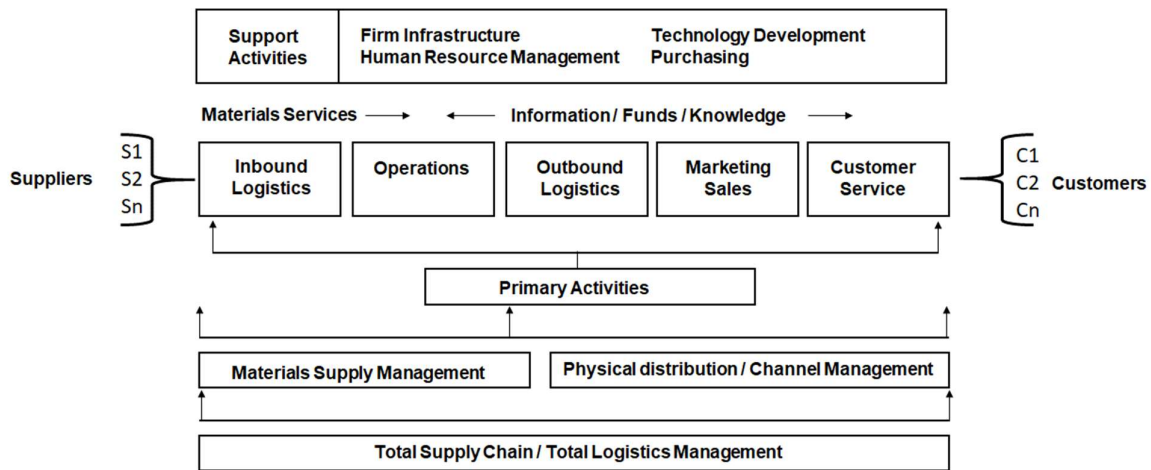 Support Activities
Firm Infrastructure
Human Resource Management
Technology Development
Purchasing
Materials Services
Information / Funds / Knowledge
Suppliers
S1
S2
Sn
Inbound Logistics
Operations
Outbound Logistics
Marketing Sales
Customer Service
C1
C2
Cn
Customers
Primary Activities
Materials Supply Management
Physical distribution / Channel Management
Total Supply Chain / Total Logistics Management